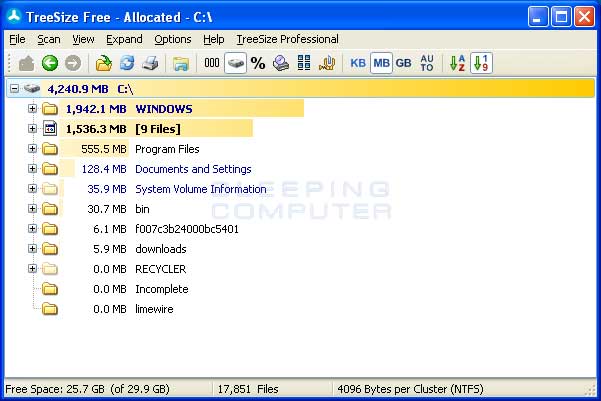 TreeSize Free - Allocated - C:\
File Scan View Expand Options Help TreeSize Professional
000 % KB MB GB AU TO A Z 1 9
4,240.9 MB C:\
1,942.1 MB WINDOWS
1,536.3 MB [9 Files]
555.5 MB Program Files
128.4 MB Documents and Settings
35.9 MB System Volume Information
BLEEPING
30.7 MB bin
COMPUTER
6.1 MB f007c3b24000bc5401
5.9 MB downloads
0.0 MB RECYCLER
0.0 MB Incomplete
0.0 MB limewire
Free Space: 25.7 GB (of 29.9 GB) 17,851 Files 4096 Bytes per Cluster (NTFS)